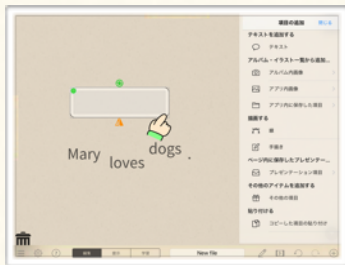 項目の追加 閉じる
テキストを追加する
テキスト
アルバム・イラスト一覧から追加...
アルバム内画像
アプリ内画像
アプリ内に保存した項目
描画する
線
手書き
ページ内に保存したプレゼンテー...
プレゼンテーション項目
その他のアイテムを追加する
その他の項目
貼り付ける
コピーした項目の貼り付け
Mary loves dogs .
New file